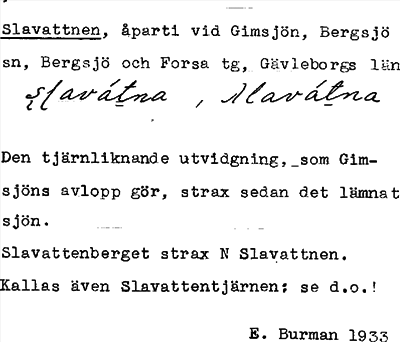 Slavattnen, åparti vid Gimsjön, Bergsjö
sn, Bergsjö och Forsa tg, Gävleborgs län
slavátna , slavátna
Den tjärnliknande utvidgning, som Gim-
sjöns avlopp gör, strax sedan det lämnat
sjön.
Slavattenberget strax N Slavattnen.
Kallas även Slavattentjärnen: se d.o.!
E. Burman 1933